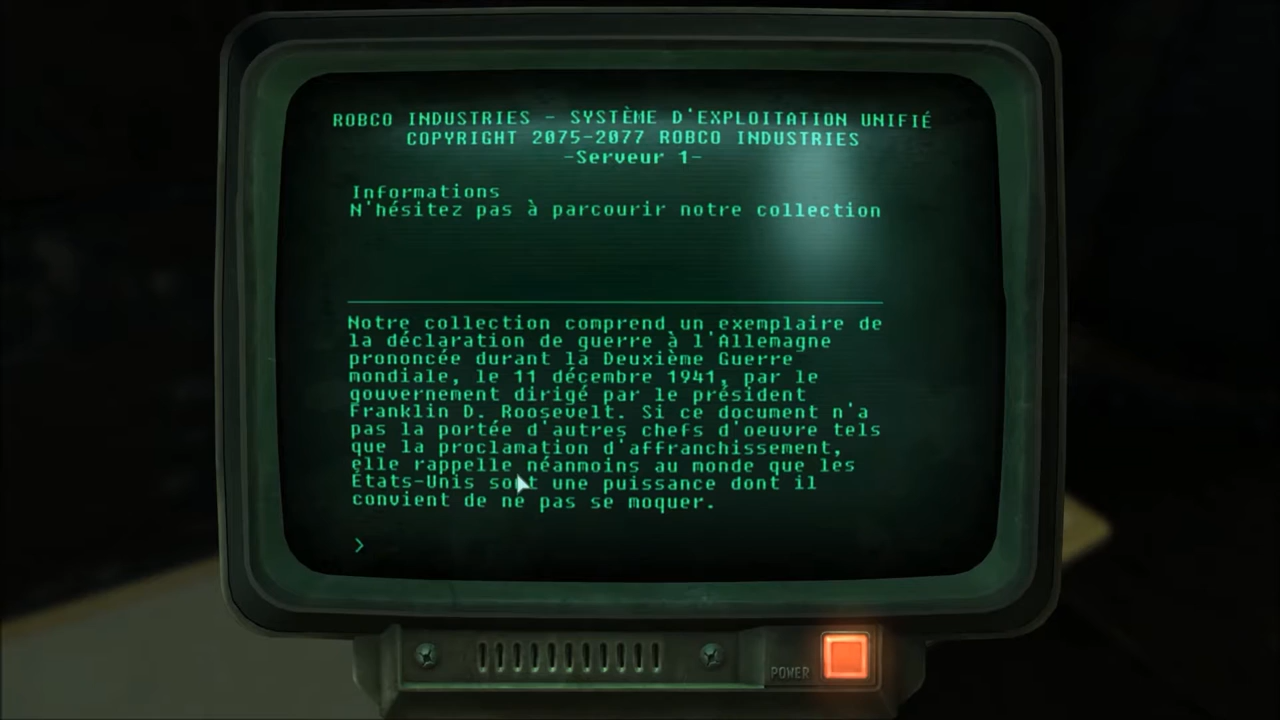 ROBCO INDUSTRIES - SYSTÈME D'EXPLOITATION UNIFIÉ
COPYRIGHT 2075-2077 ROBCO INDUSTRIES
-Serveur 1-
Informations
N'hésitez pas à parcourir notre collection
Notre collection comprend un exemplaire de
la déclaration de guerre à l'Allemagne
prononcée durant la Deuxième Guerre
mondiale, le 11 décembre 1941, par le
gouvernement dirigé par le président
Franklin D. Roosevelt. Si ce document n'a
pas la portée d'autres chefs d'oeuvre tels
que la proclamation d'affranchissement,
elle rappelle néanmoins au monde que les
États-Unis sont une puissance dont il
convient de ne pas se moquer.
>
POWER